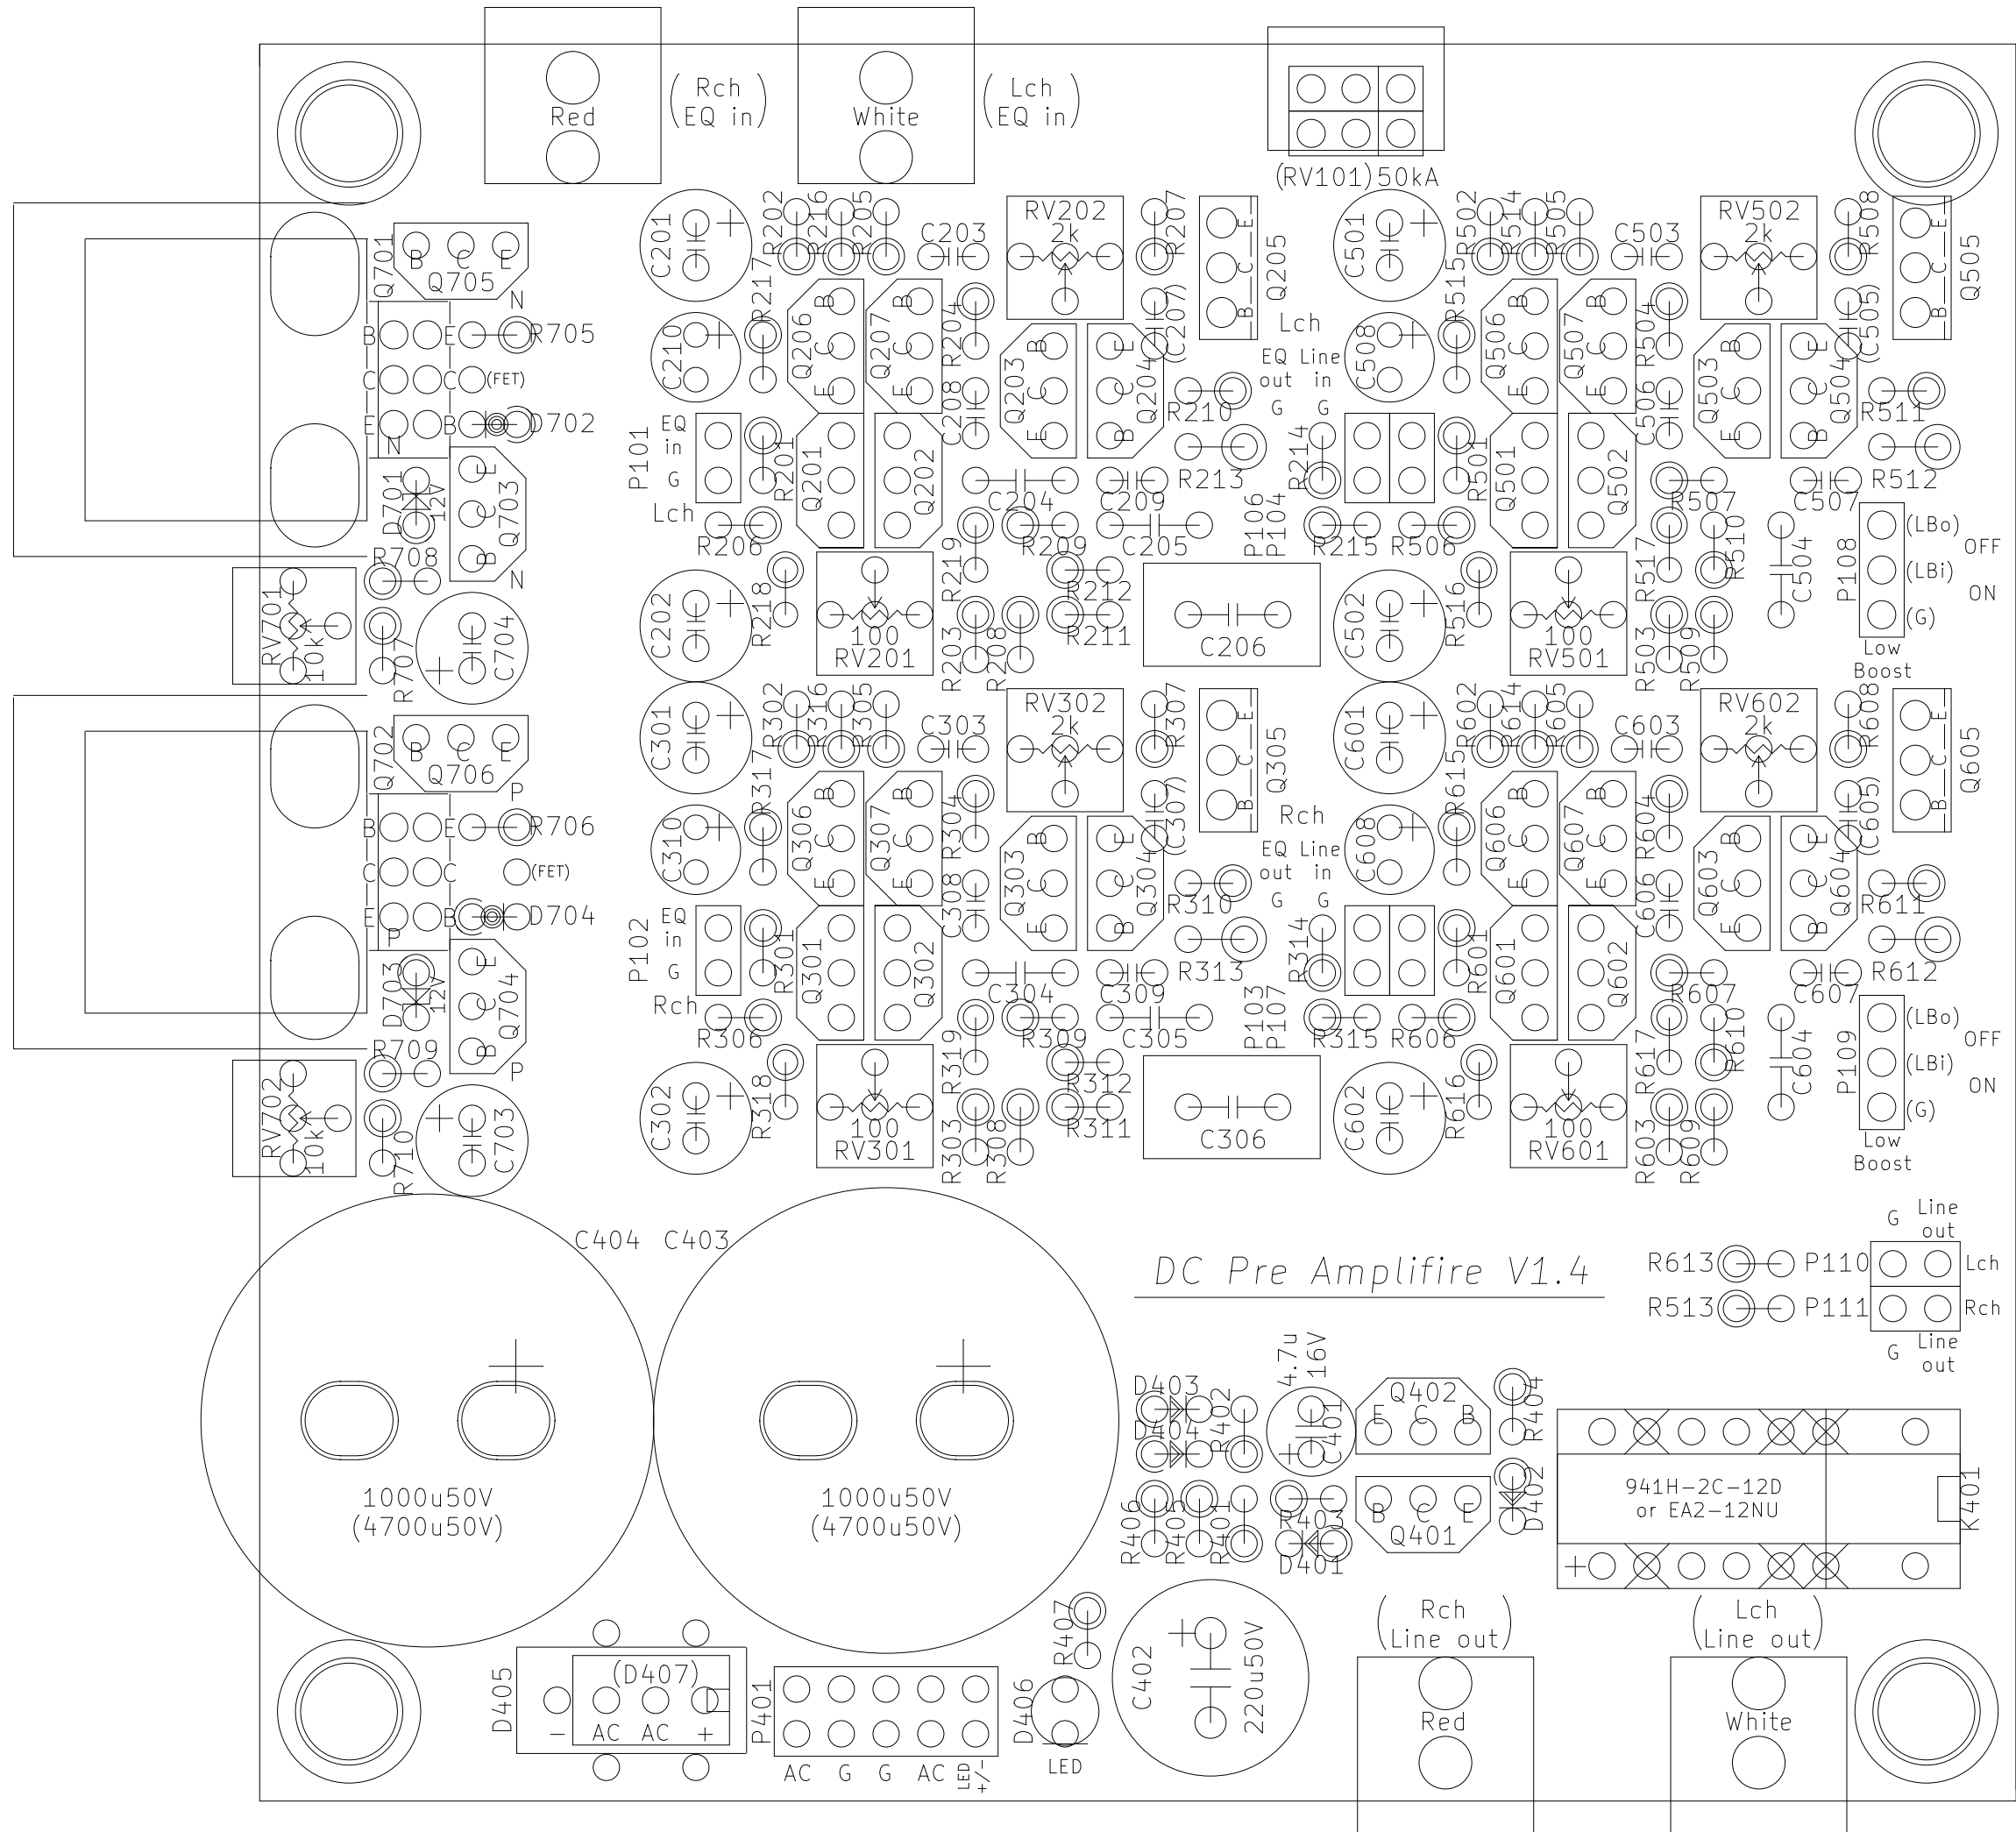 Red
(Rch
EQ in)
White
(Lch
EQ in)
(RV101)50kA
C201
R202
R216
R205
C203
RV202
2k
R207
Q205
B C E
C501
R502
R514
R505
C503
RV502
2k
R508
Q505
B C E
Q701
B C E
Q705
N
R217
R515
B E R705
C C (FET)
E B D702
N
C210
Q206
B C E
Q207
B C E
R204
C208
Q203
B C E
Q204
E C B
(C207)
R210
Lch
EQ Line
out in
G G
C508
Q506
B C E
Q507
B C E
R504
C506
Q503
B C E
Q504
E C B
(C505)
R511
P101
EQ
in
G
Lch
R201
Q201
Q202
R213
R214
R501
Q501
Q502
R512
D701
12V
Q703
E C B
N
R708
R206
C204
C209
R209
C205
P106
P104
R215
R506
R507
R510
C507
C504
P108
(LBo)
OFF
(LBi)
ON
(G)
Low
Boost
RV701
10k
R707
C704
C202
R218
100
RV201
R219
R203
R208
R212
R211
C206
C502
R516
100
RV501
R517
R503
R509
C301
R302
R316
R305
C303
RV302
2k
R307
Q305
B C E
C601
R602
R614
R605
C603
RV602
2k
R608
Q605
B C E
Q702
B C E
Q706
P
R317
R615
B E R706
C C (FET)
E B D704
P
C310
Q306
B C E
Q307
B C E
R304
C308
Q303
B C E
Q304
E C B
(C307)
R310
Rch
EQ Line
out in
G G
C608
Q606
B C E
Q607
B C E
R604
C606
Q603
B C E
Q604
E C B
(C605)
R611
P102
EQ
in
G
Rch
R301
Q301
Q302
R313
R314
R601
Q601
Q602
R612
D703
12V
Q704
E C B
P
R709
R306
C304
C309
R309
C305
P103
P107
R315
R606
R607
R610
C607
C604
P109
(LBo)
OFF
(LBi)
ON
(G)
Low
Boost
RV702
10k
R710
C703
C302
R318
100
RV301
R319
R303
R308
R312
R311
C306
C602
R616
100
RV601
R617
R603
R609
C404 C403
DC Pre Amplifire V1.4
G Line
out
R613 P110 Lch
R513 P111 Rch
G Line
out
1000u50V
(4700u50V)
1000u50V
(4700u50V)
D403
D404
R402
4.7u
16V
C401
Q402
E C B
R404
R406
R405
R401
R403
D401
B C E
Q401
D402
941H-2C-12D
or EA2-12NU
K401
D405
(D407)
- AC AC +
P401
AC G G AC LED
+/-
R407
D406
LED
C402
220u50V
(Rch
Line out)
Red
(Lch
Line out)
White